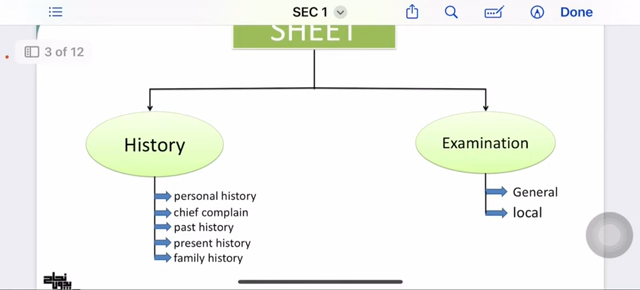 SEC 1
Done
3 of 12
SHEET
History
Examination
personal history
chief complain
past history
present history
family history
General
local